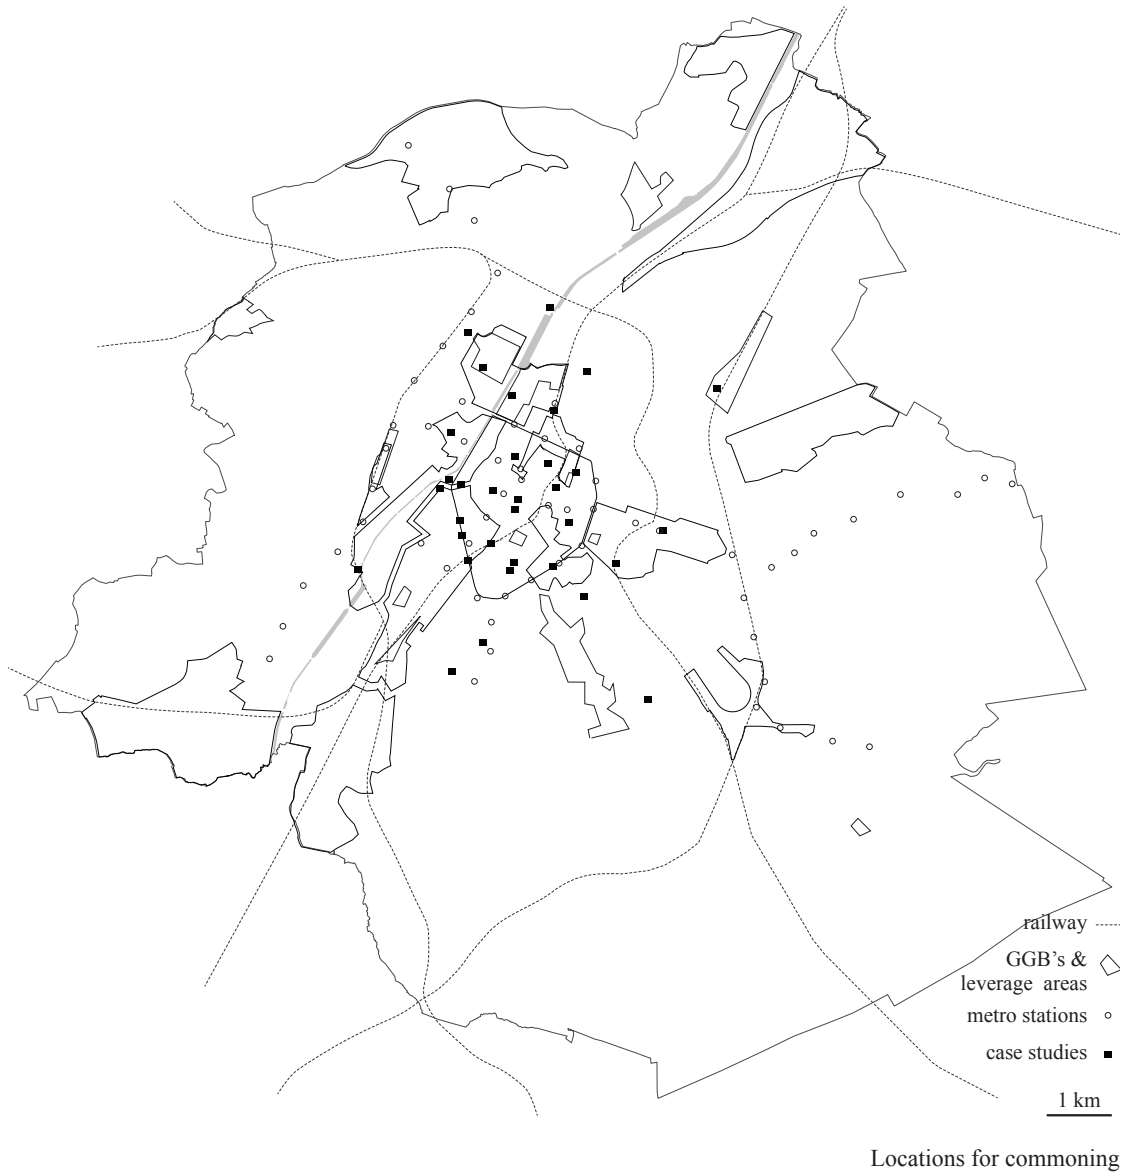 railway
GGB's &
leverage areas
metro stations
case studies
1 km
Locations for commoning